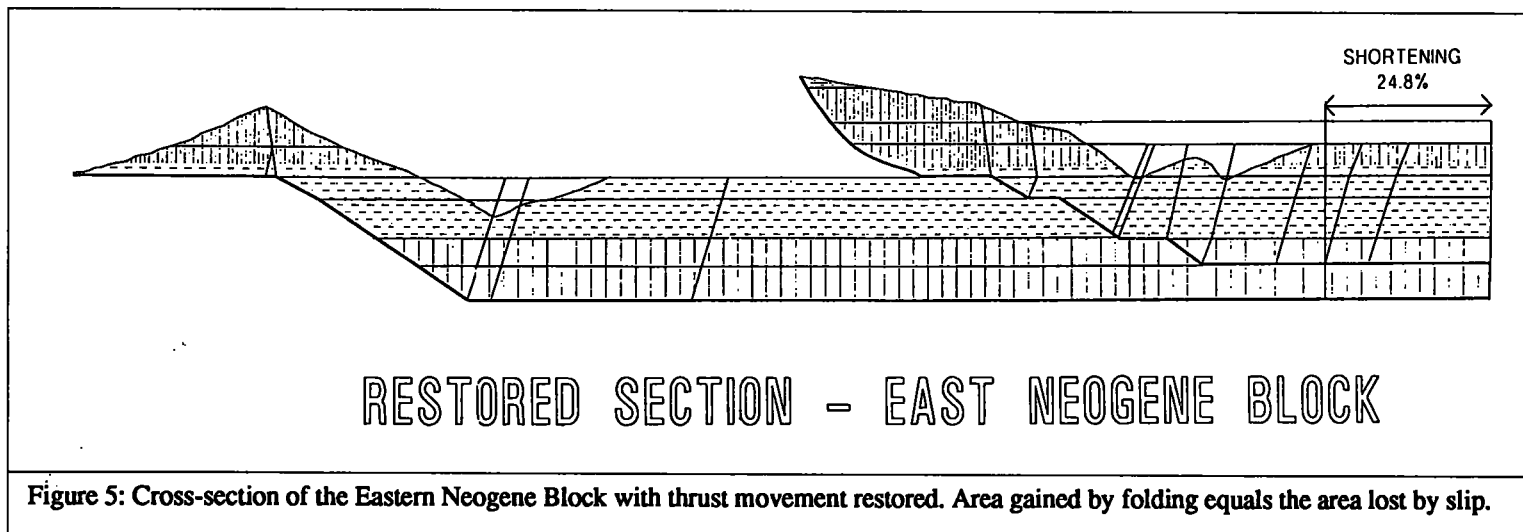 SHORTENING
24.8%
RESTORED SECTION – EAST NEOGENE BLOCK
Figure 5: Cross-section of the Eastern Neogene Block with thrust movement restored. Area gained by folding equals the area lost by slip.